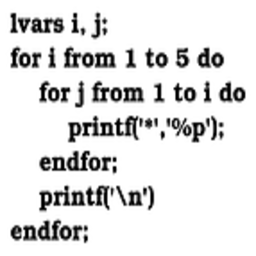 lvars i, j;
for i from 1 to 5 do
for j from 1 to i do
printf('*','%p');
endfor;
printf('\n')
endfor;